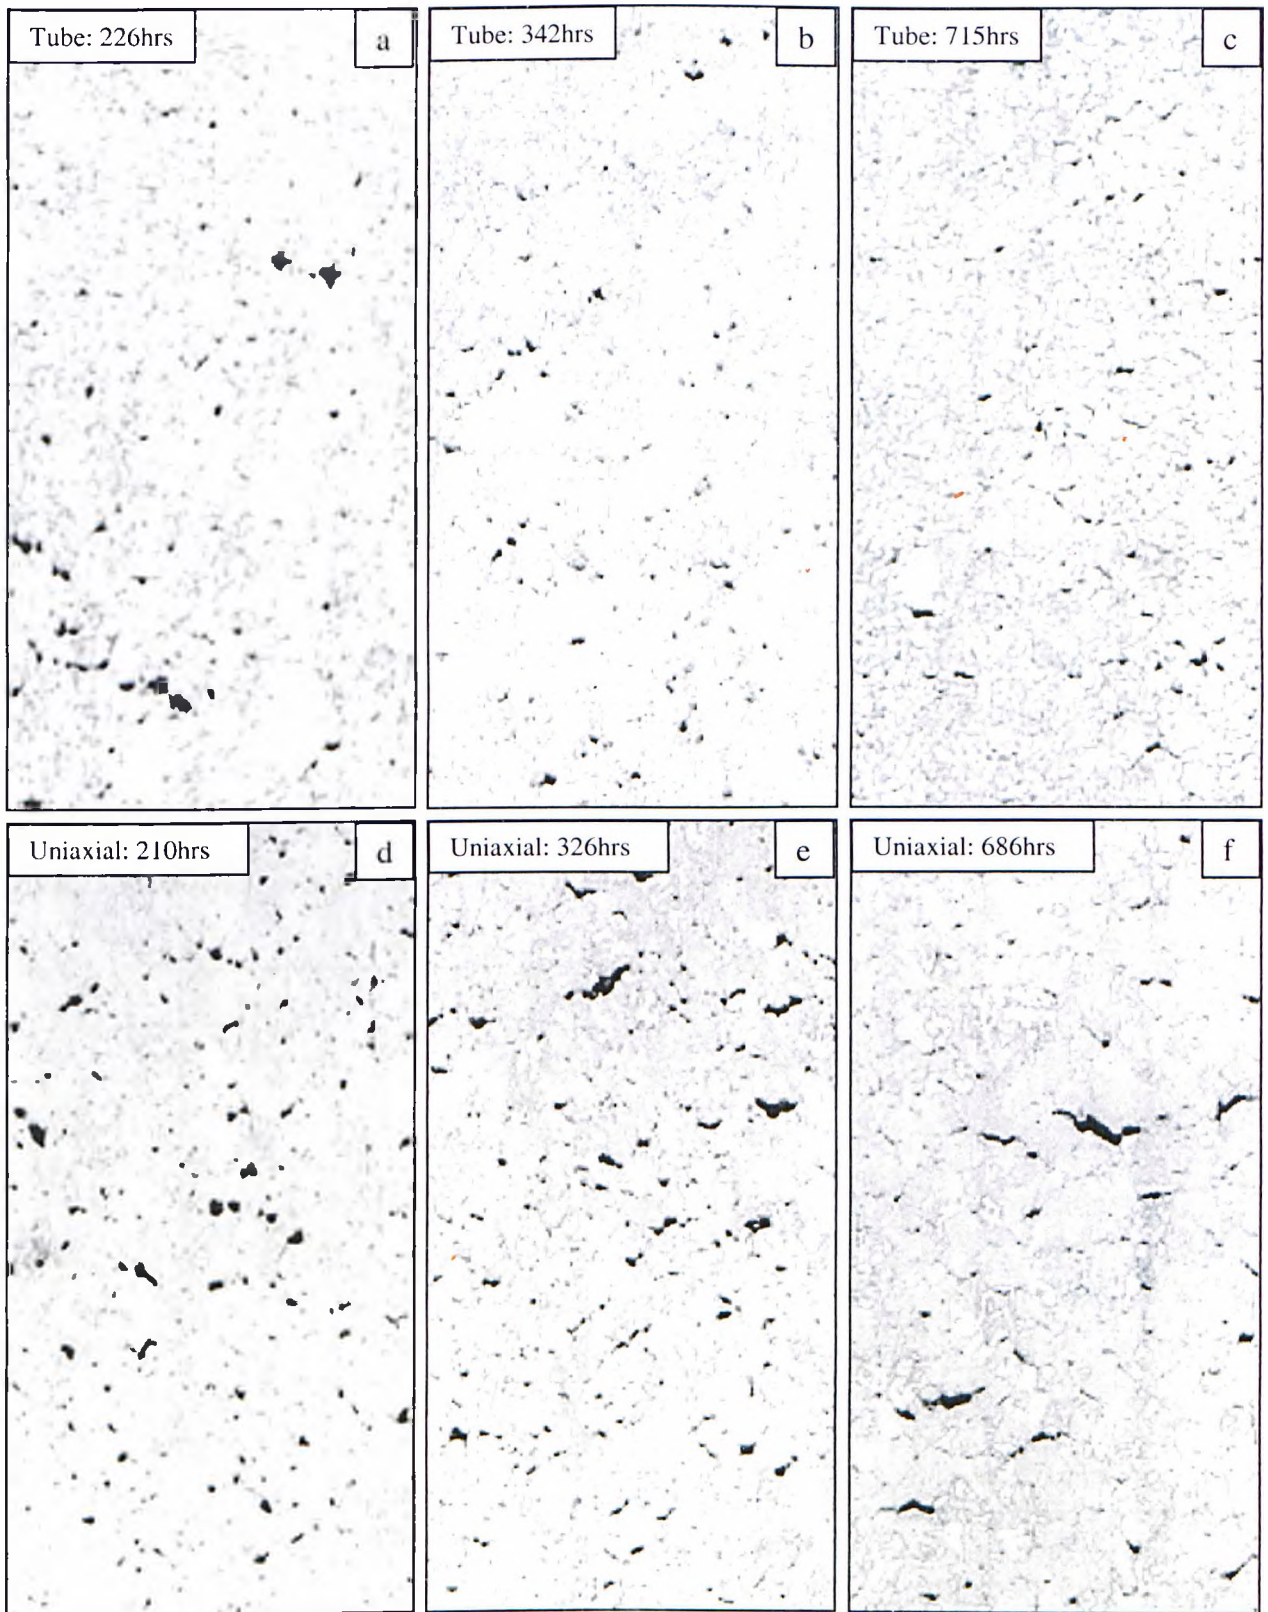 Tube: 226hrs
a
Tube: 342hrs
b
Tube: 715hrs
c
Uniaxial: 210hrs
d
Uniaxial: 326hrs
e
Uniaxial: 686hrs
f